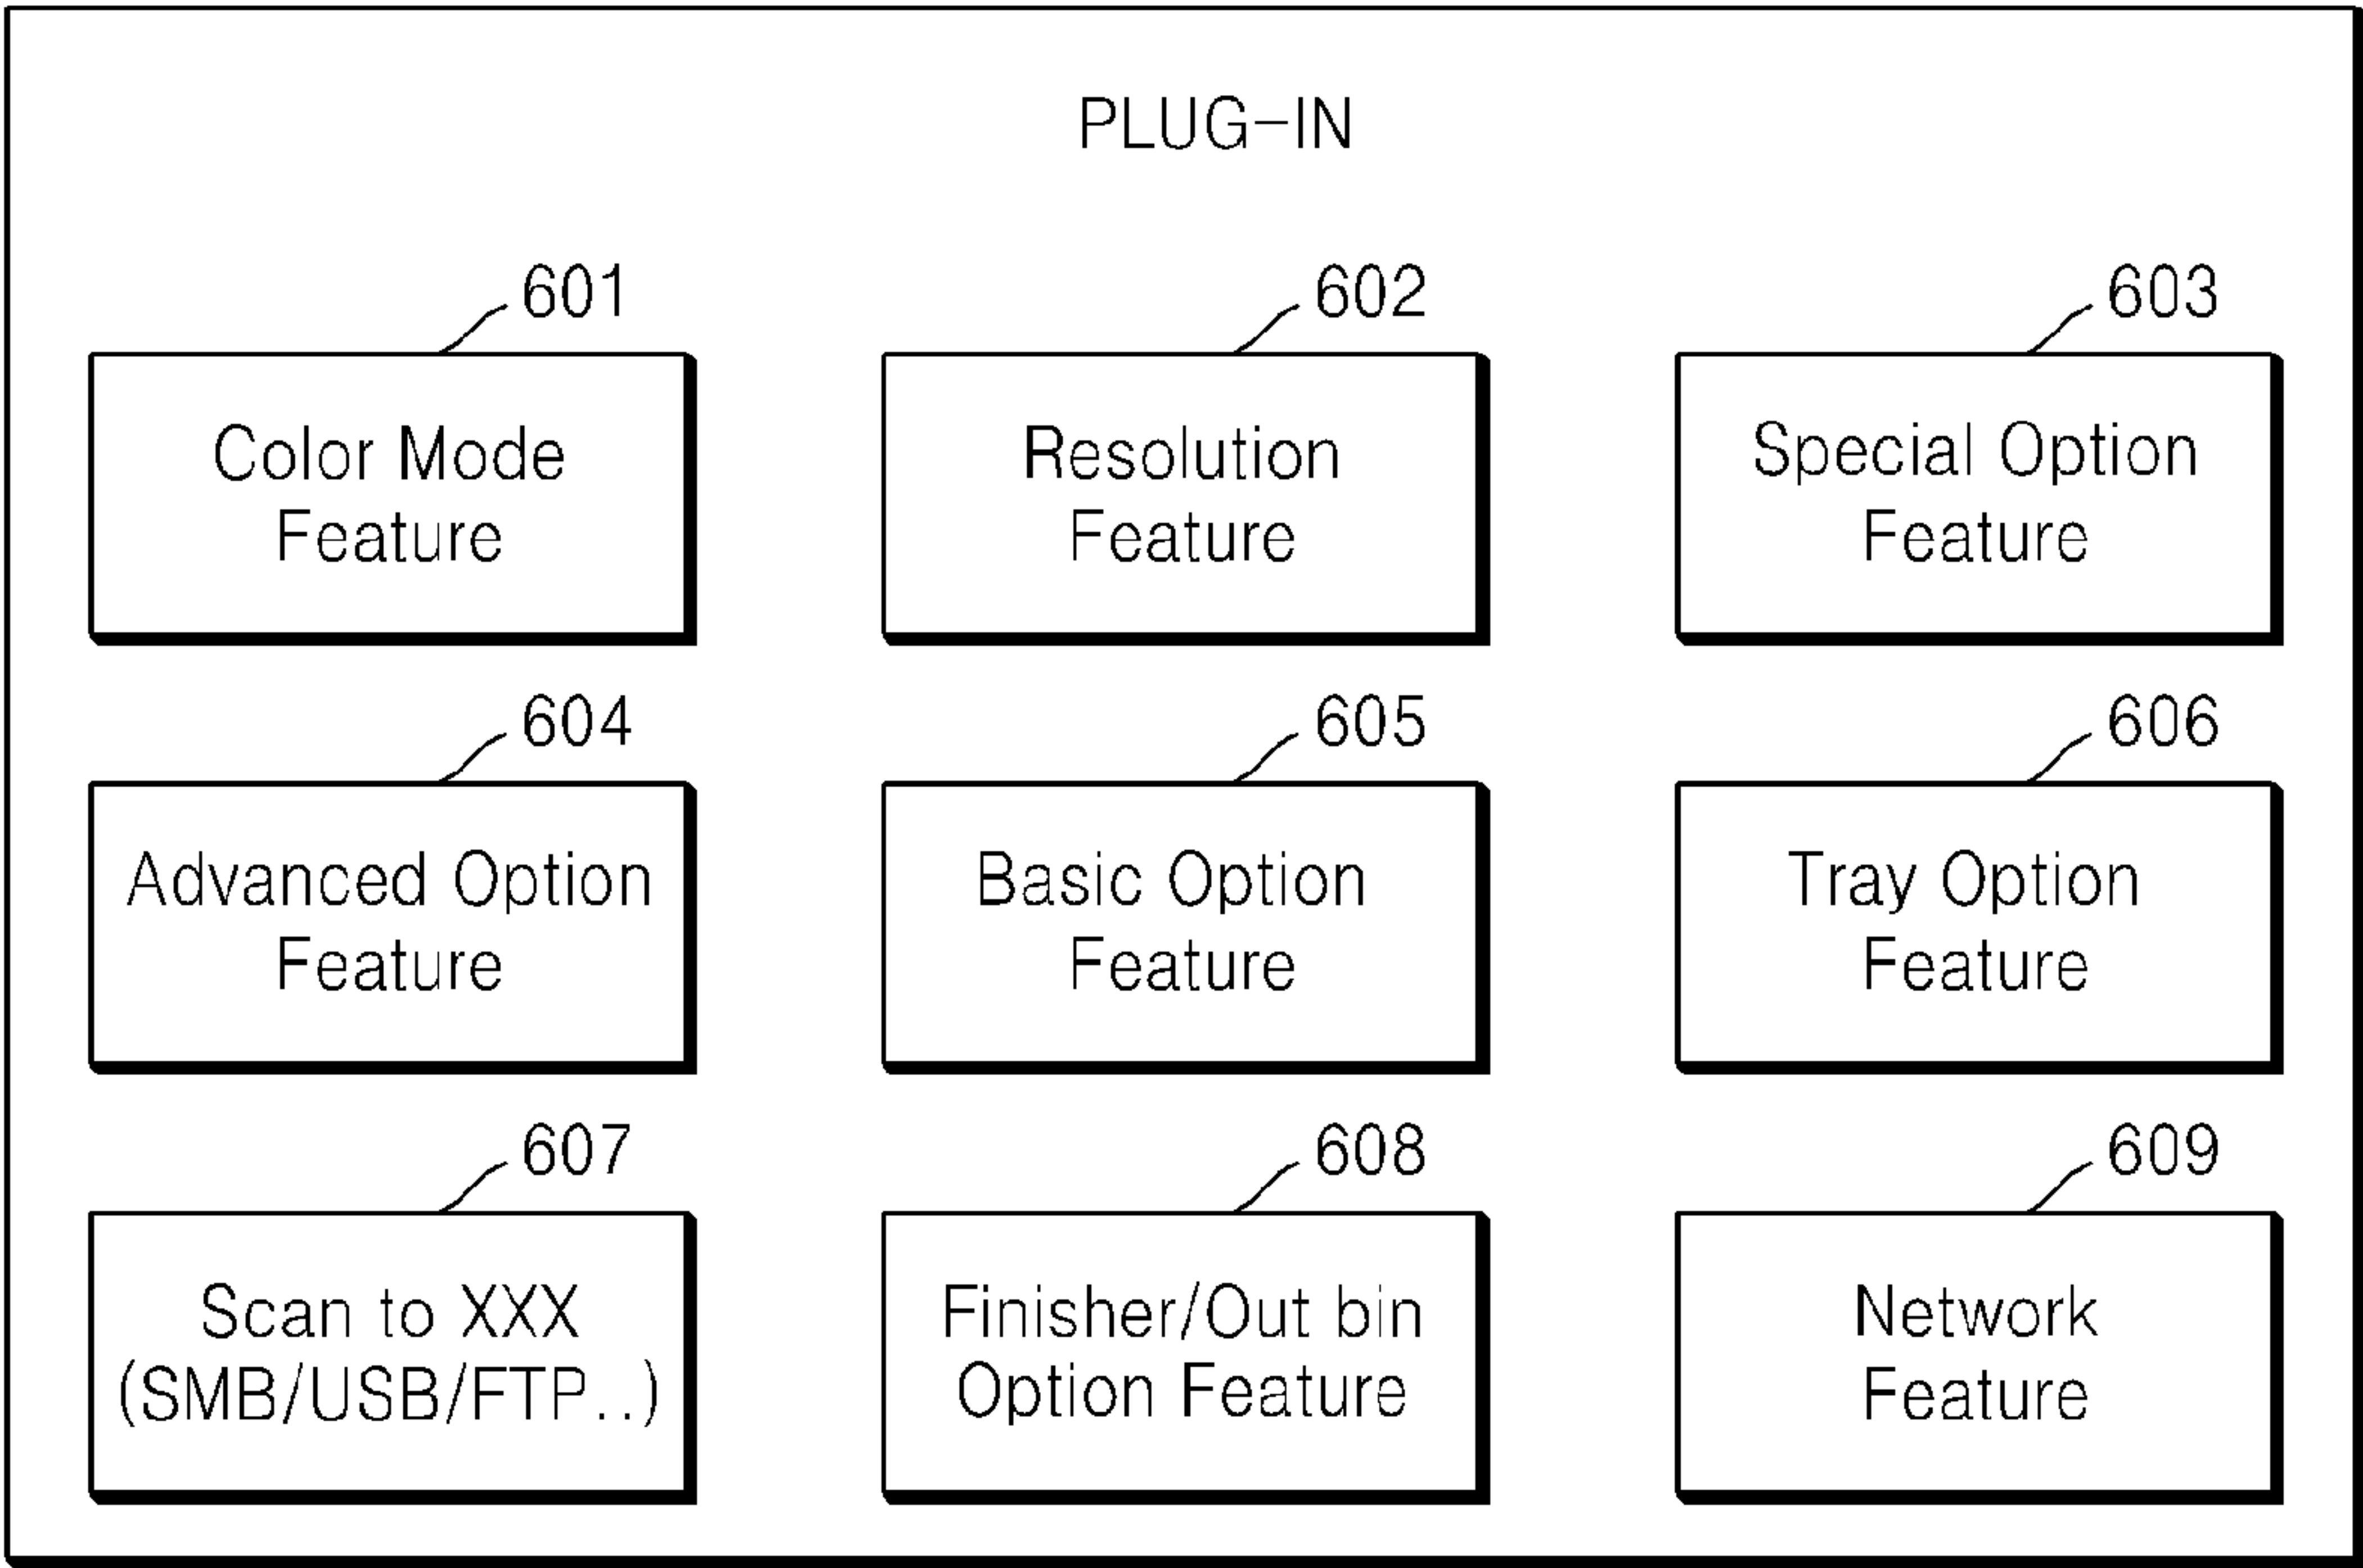 PLUG-IN
601
Color Mode
Feature
602
Resolution
Feature
603
Special Option
Feature
604
Advanced Option
Feature
605
Basic Option
Feature
606
Tray Option
Feature
607
Scan to XXX
(SMB/USB/FTP..)
608
Finisher/Out bin
Option Feature
609
Network
Feature